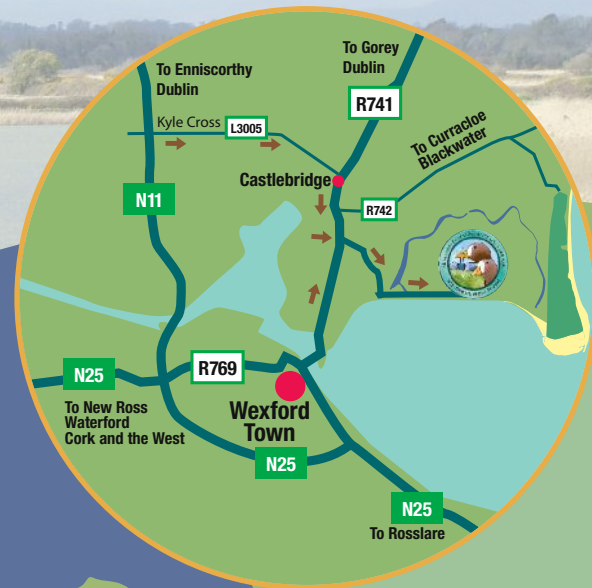 To Enniscorthy
Dublin
To Gorey
Dublin
R741
Kyle Cross
L3005
To Curracloe
Blackwater
Castlebridge
N11
R742
N25
R769
To New Ross
Waterford
Cork and the West
Wexford
Town
N25
N25
To Rosslare